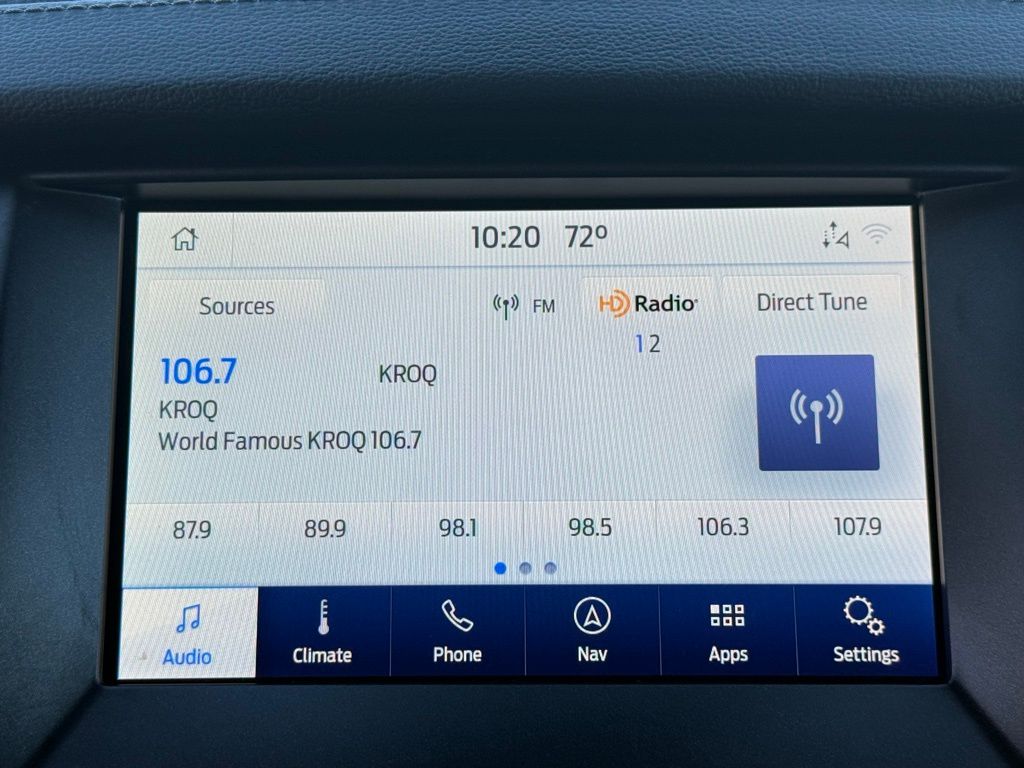 10:20 72°
Sources FM HD Radio Direct Tune
1 2
106.7 KROQ
KROQ
World Famous KROQ 106.7
87.9 89.9 98.1 98.5 106.3 107.9
Audio Climate Phone Nav Apps Settings